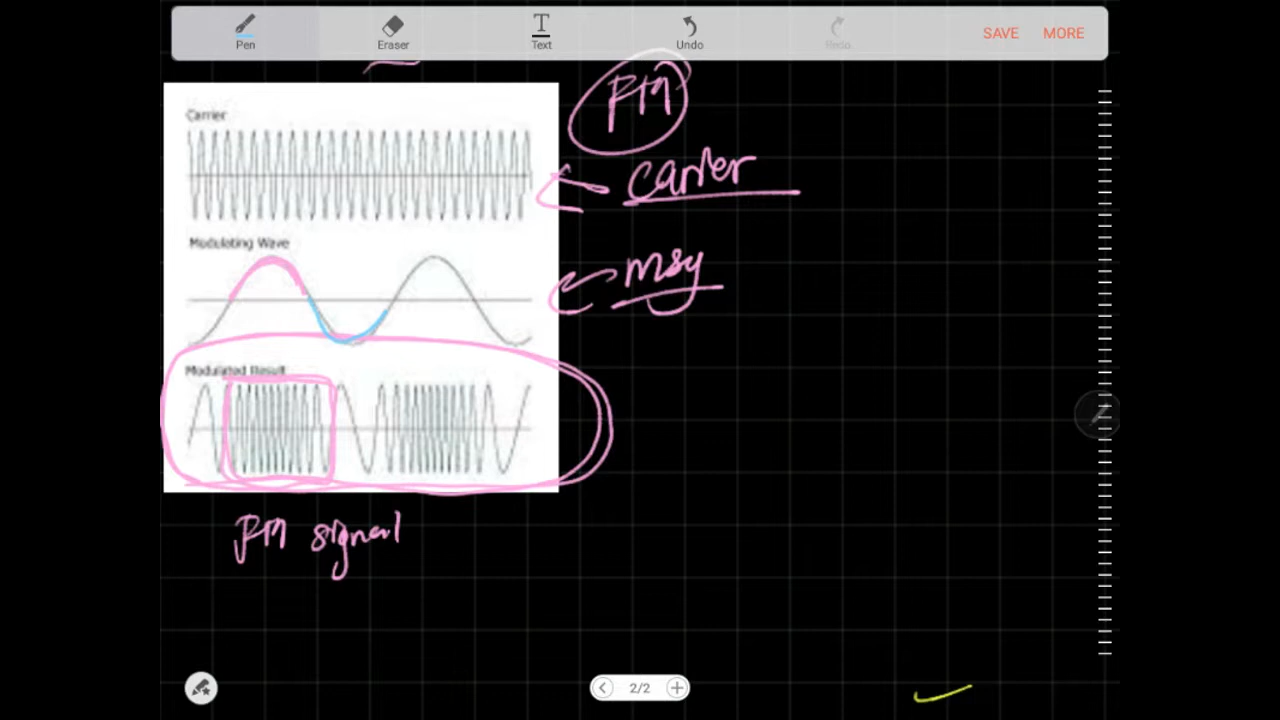 Pen
Eraser
T
Text
Undo
Redo
SAVE
MORE
Carrier
FM
Carrier
Modulating Wave
msg
Modulated Result
FM signal
2/2